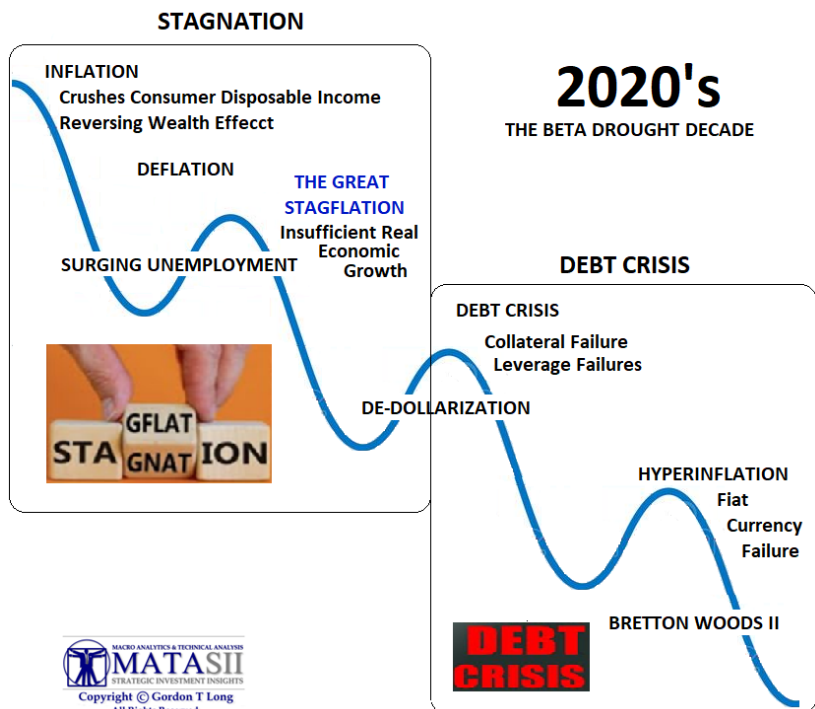 STAGNATION
INFLATION
Crushes Consumer Disposable Income
Reversing Wealth Effecct
DEFLATION
THE GREAT
STAGFLATION
Insufficient Real
Economic
Growth
SURGING UNEMPLOYMENT
GFLAT
STA GNAT ION
2020's
THE BETA DROUGHT DECADE
DEBT CRISIS
DEBT CRISIS
Collateral Failure
Leverage Failures
DE-DOLLARIZATION
HYPERINFLATION
Fiat
Currency
Failure
BRETTON WOODS II
DEBT
CRISIS
MACRO ANALYTICS & TECHNICAL ANALYSIS
MATASII
STRATEGIC INVESTMENT INSIGHTS
Copyright © Gordon T Long
All Rights Reserved